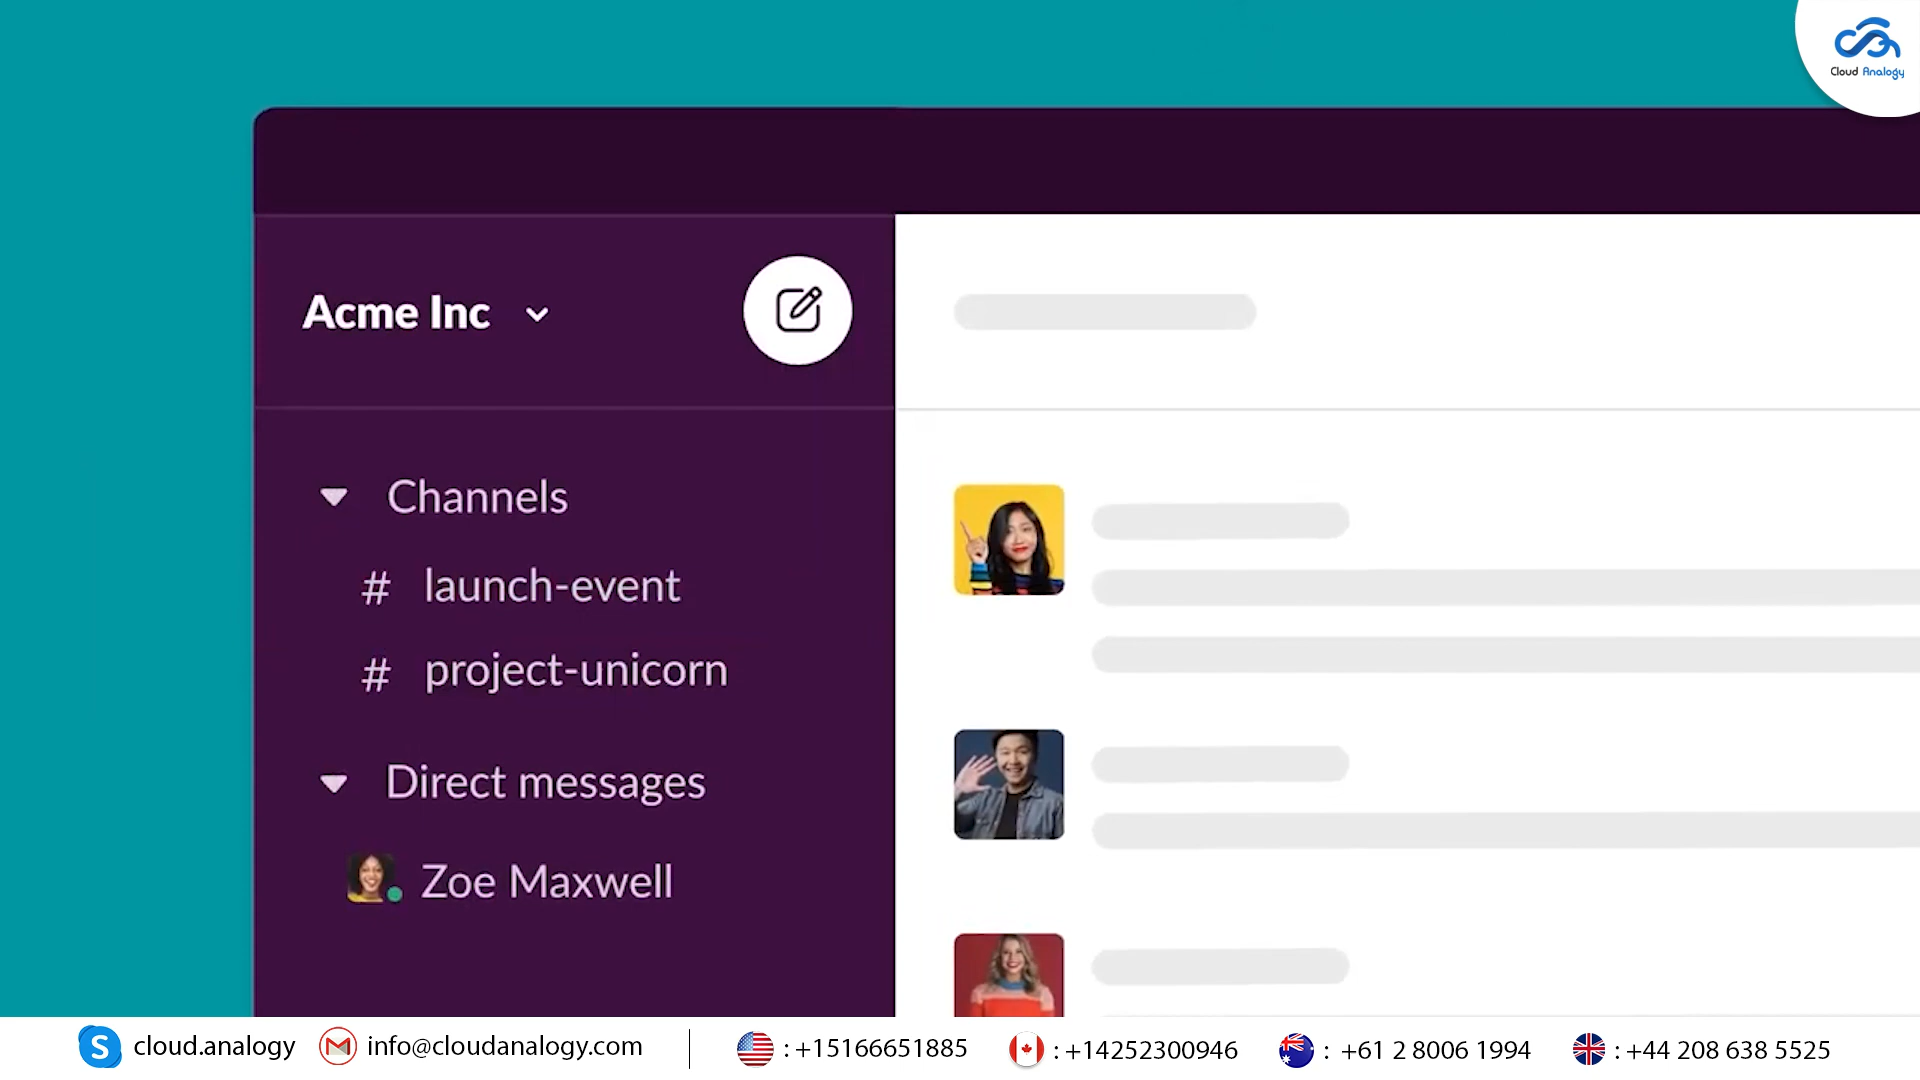 Cloud Analogy
Acme Inc
Channels
# launch-event
# project-unicorn
Direct messages
Zoe Maxwell
S cloud.analogy info@cloudanalogy.com : +15166651885 : +14252300946 : +61 2 8006 1994 : +44 208 638 5525